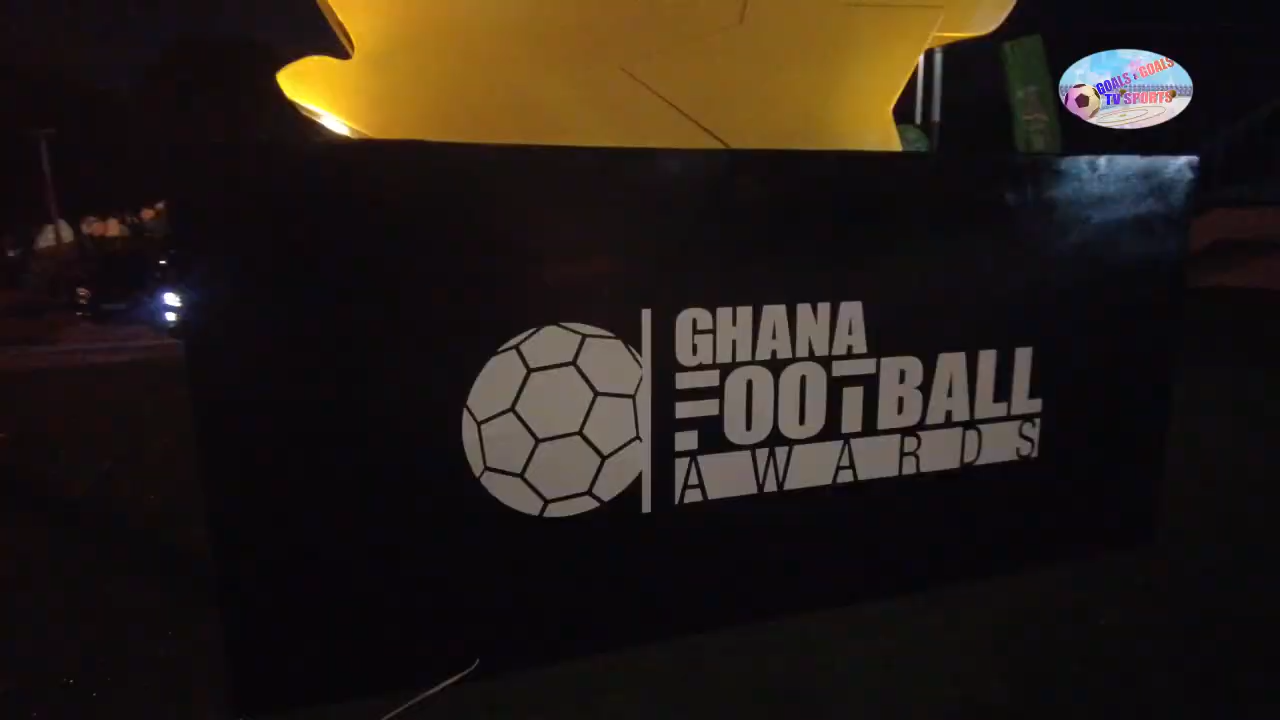 GOALS & GOALS
TV SPORTS
GHANA
FOOTBALL
AWARDS